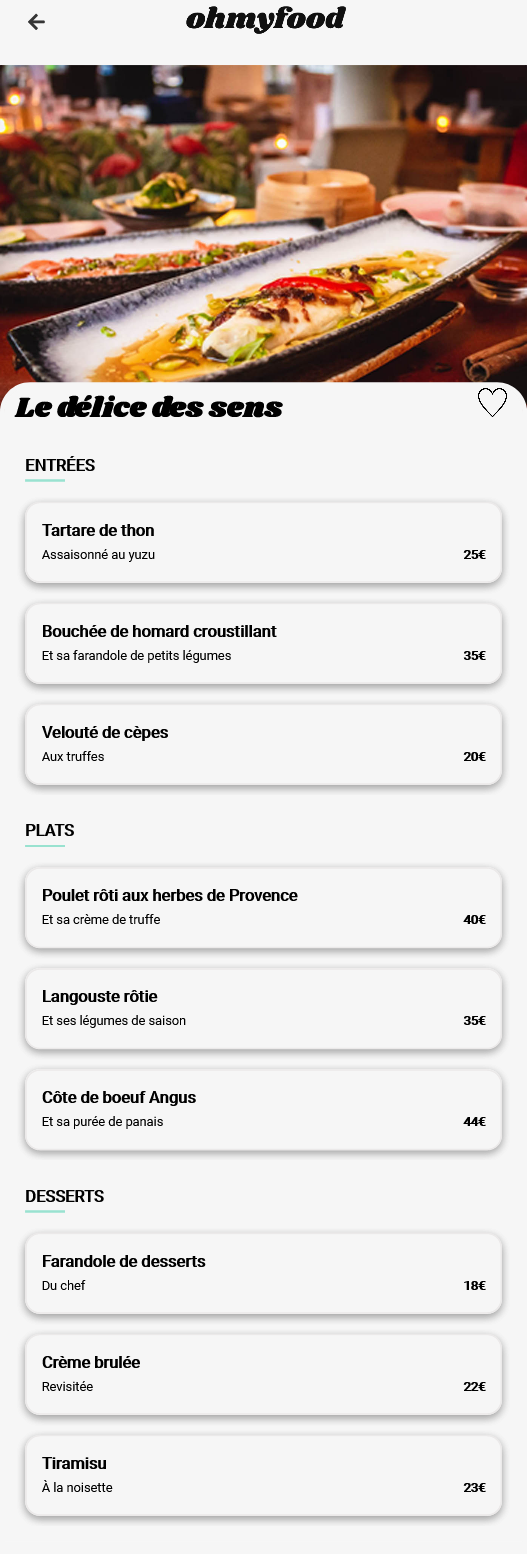 ohmyfood
Le délice des sens
ENTRÉES
Tartare de thon
Assaisonné au yuzu
25€
Bouchée de homard croustillant
Et sa farandole de petits légumes
35€
Velouté de cèpes
Aux truffes
20€
PLATS
Poulet rôti aux herbes de Provence
Et sa crème de truffe
40€
Langouste rôtie
Et ses légumes de saison
35€
Côte de boeuf Angus
Et sa purée de panais
44€
DESSERTS
Farandole de desserts
Du chef
18€
Crème brulée
Revisitée
22€
Tiramisu
À la noisette
23€